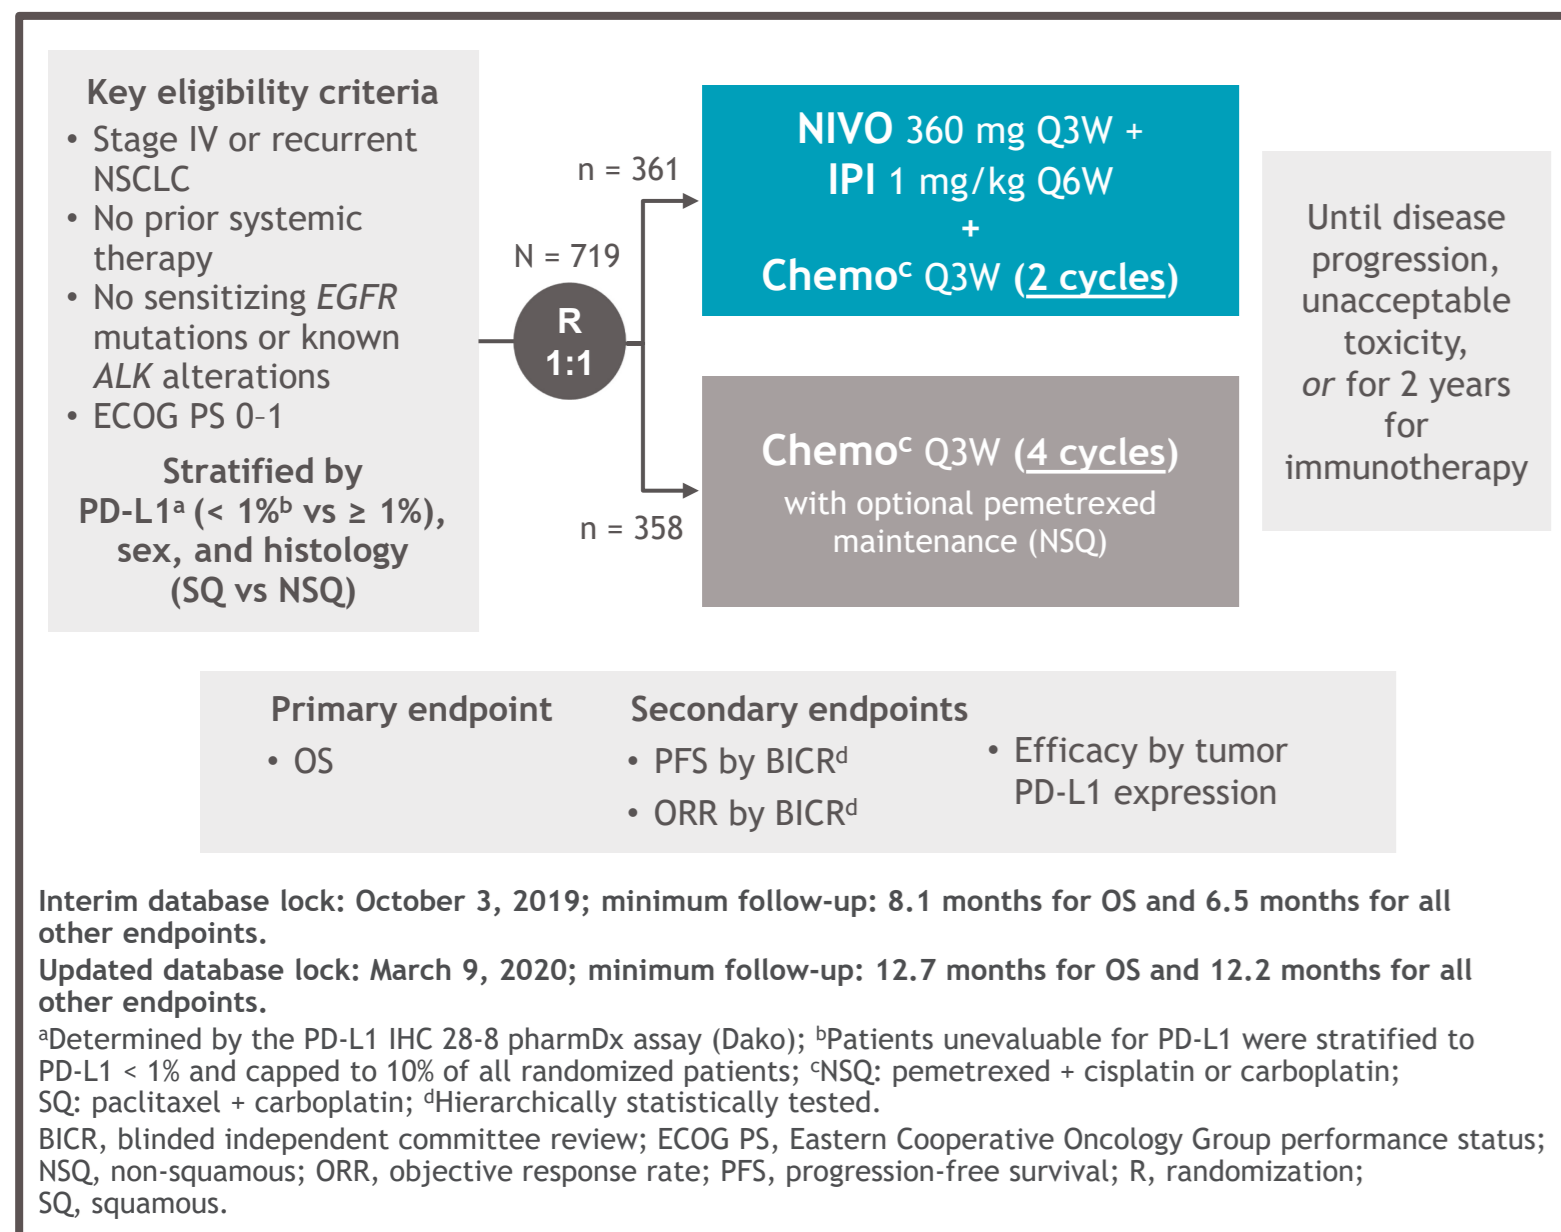 Key eligibility criteria
• Stage IV or recurrent
NSCLC
• No prior systemic
therapy
• No sensitizing EGFR
mutations or known
ALK alterations
• ECOG PS 0–1
Stratified by
PD-L1ᵃ (< 1%ᵇ vs ≥ 1%),
sex, and histology
(SQ vs NSQ)
N = 719
R
1:1
n = 361
n = 358
NIVO 360 mg Q3W +
IPI 1 mg/kg Q6W
+
Chemoᶜ Q3W (2 cycles)
Chemoᶜ Q3W (4 cycles)
with optional pemetrexed
maintenance (NSQ)
Until disease
progression,
unacceptable
toxicity,
or for 2 years
for
immunotherapy
Primary endpoint
• OS
Secondary endpoints
• PFS by BICRᵈ
• ORR by BICRᵈ
• Efficacy by tumor
PD-L1 expression
Interim database lock: October 3, 2019; minimum follow-up: 8.1 months for OS and 6.5 months for all
other endpoints.
Updated database lock: March 9, 2020; minimum follow-up: 12.7 months for OS and 12.2 months for all
other endpoints.
ᵃDetermined by the PD-L1 IHC 28-8 pharmDx assay (Dako); ᵇPatients unevaluable for PD-L1 were stratified to
PD-L1 < 1% and capped to 10% of all randomized patients; ᶜNSQ: pemetrexed + cisplatin or carboplatin;
SQ: paclitaxel + carboplatin; ᵈHierarchically statistically tested.
BICR, blinded independent committee review; ECOG PS, Eastern Cooperative Oncology Group performance status;
NSQ, non-squamous; ORR, objective response rate; PFS, progression-free survival; R, randomization;
SQ, squamous.